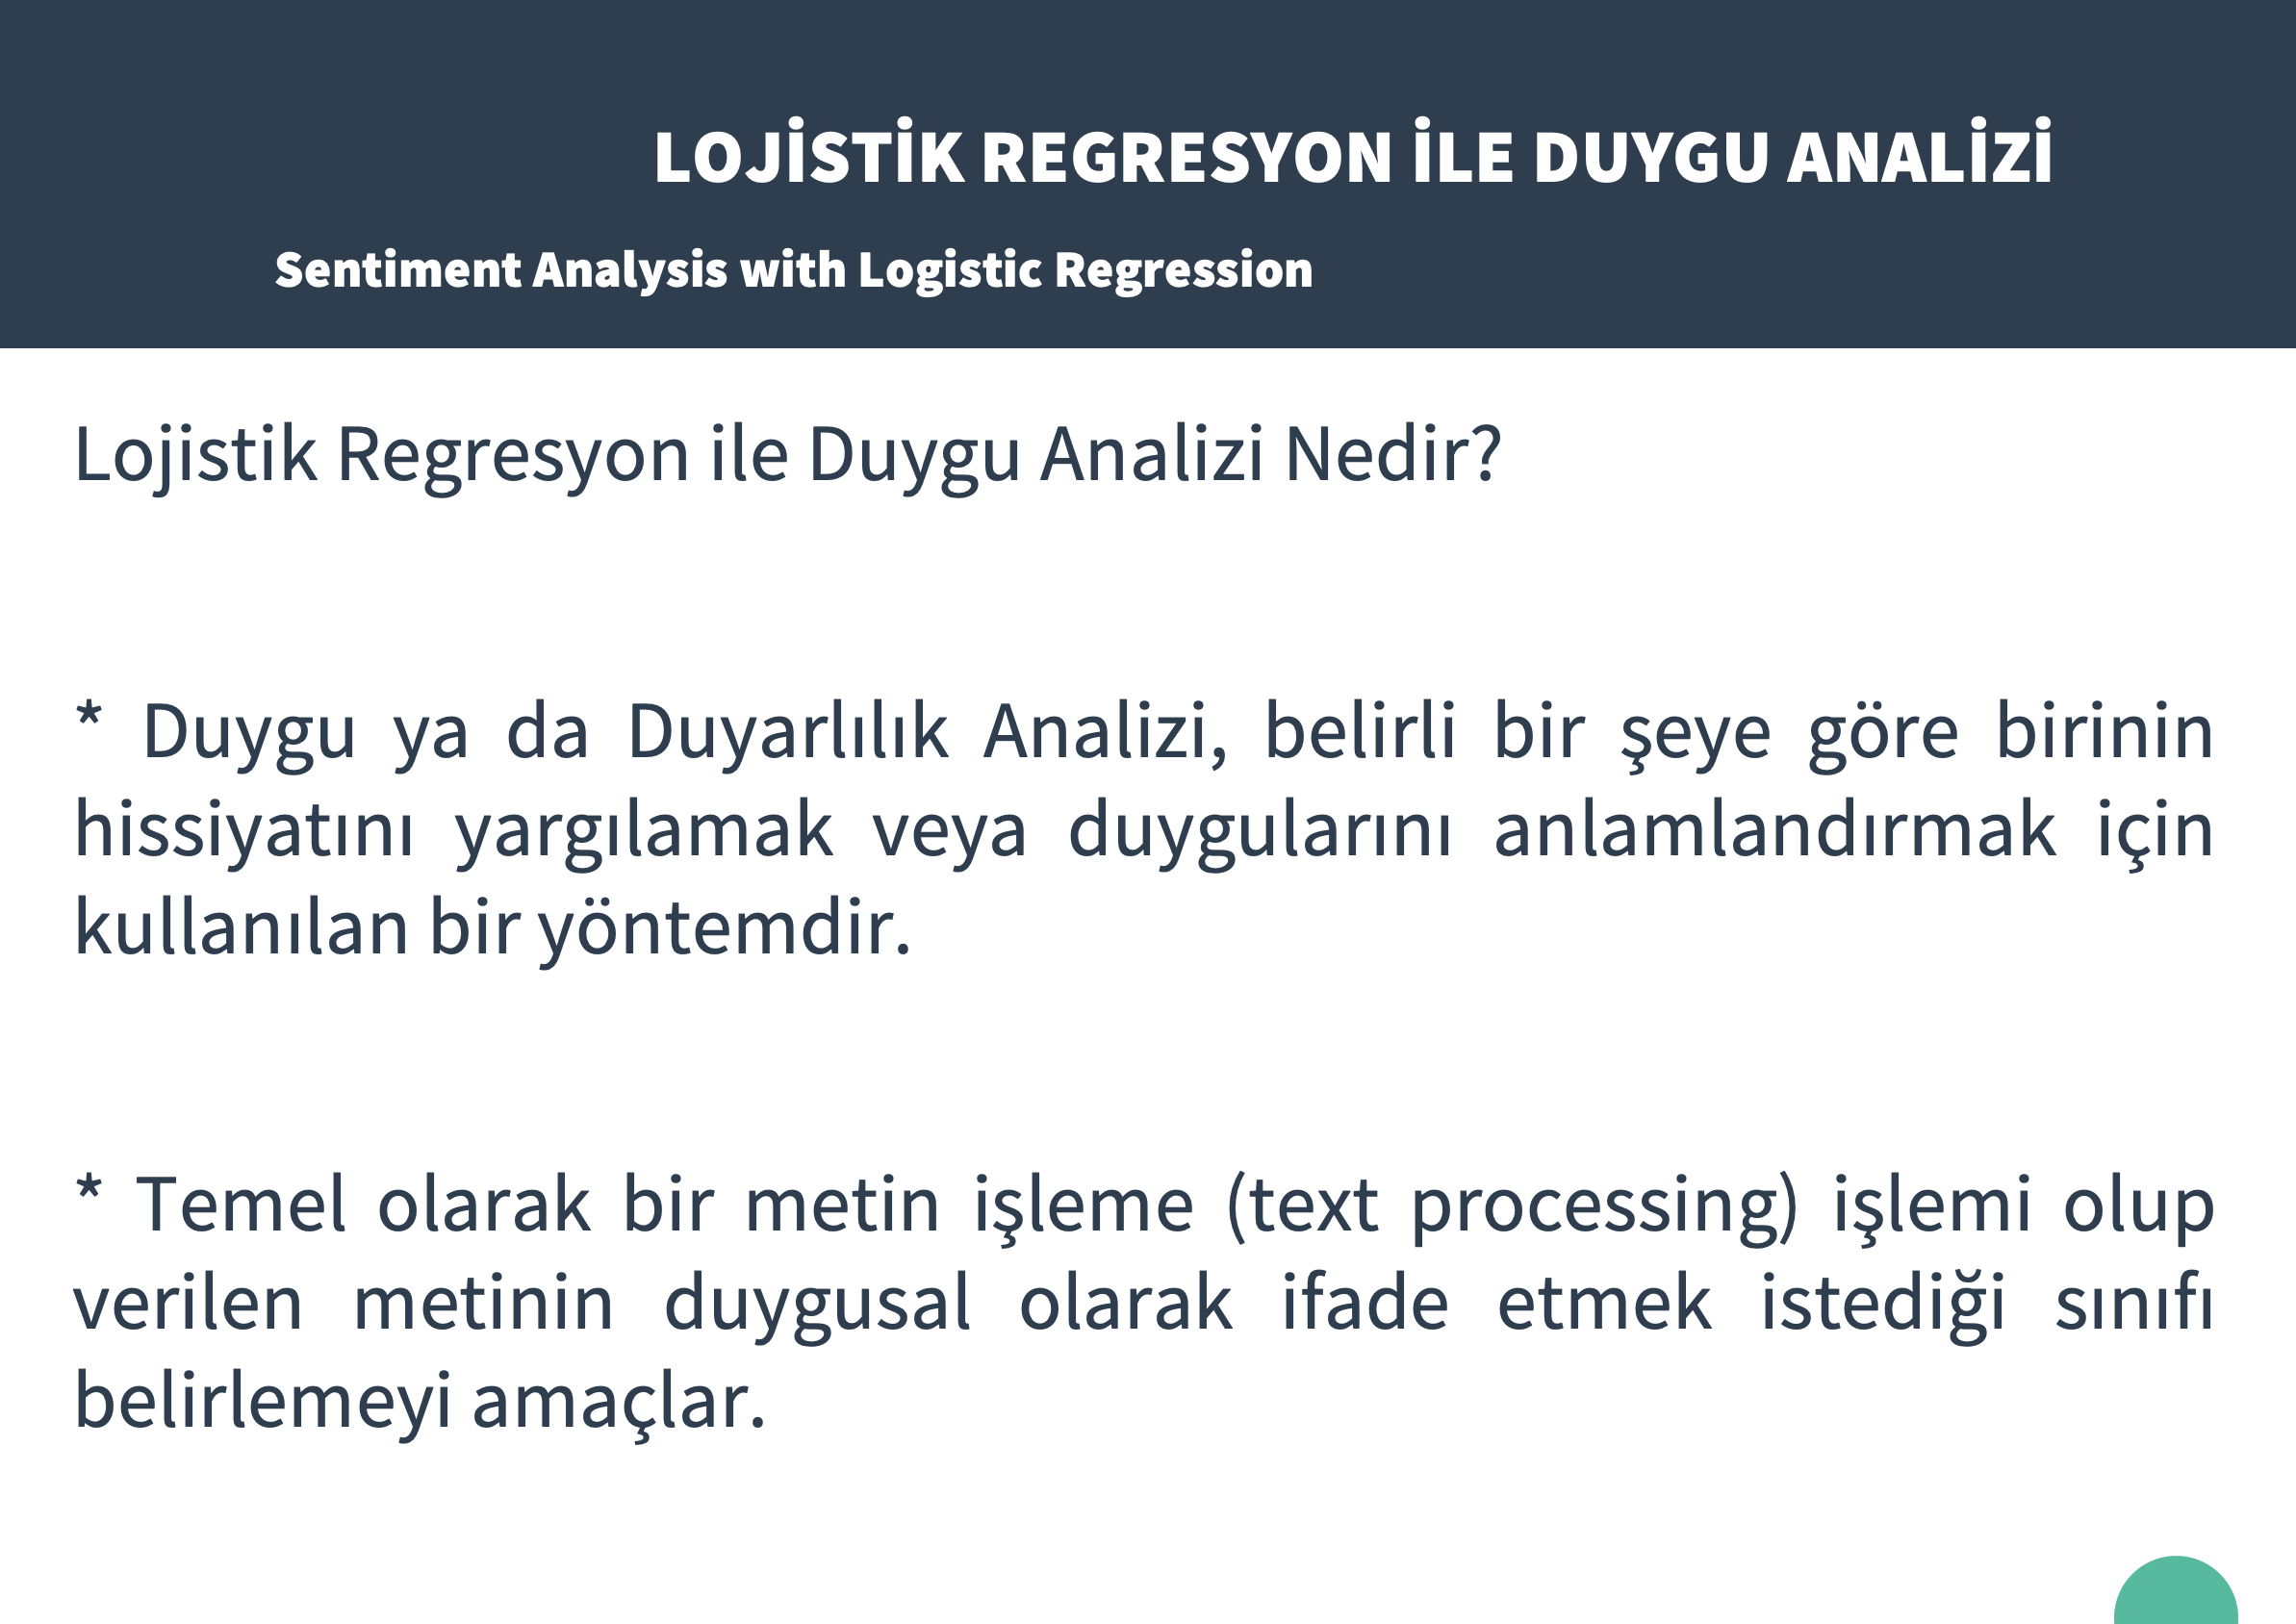 LOJİSTİK REGRESYON İLE DUYGU ANALİZİ
Sentiment Analysis with Logistic Regression
Lojistik Regresyon ile Duygu Analizi Nedir?
* Duygu ya da Duyarlılık Analizi, belirli bir şeye göre birinin
hissiyatını yargılamak veya duygularını anlamlandırmak için
kullanılan bir yöntemdir.
* Temel olarak bir metin işleme (text processing) işlemi olup
verilen metinin duygusal olarak ifade etmek istediği sınıfı
belirlemeyi amaçlar.